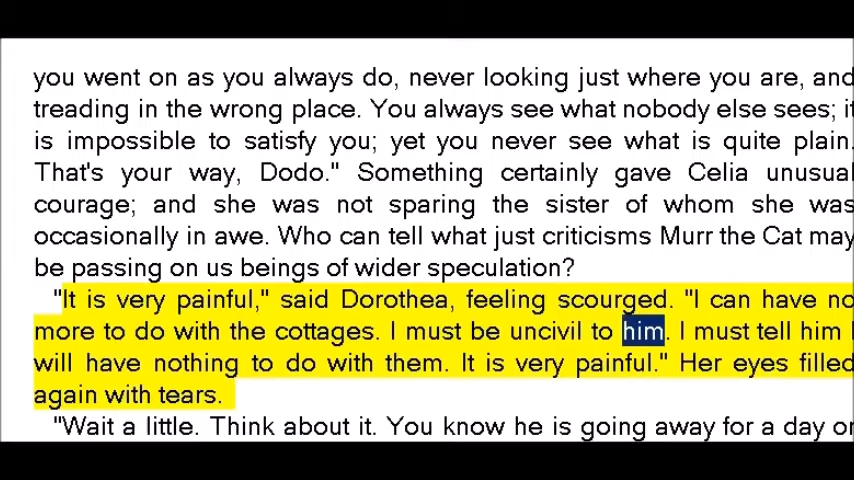 you went on as you always do, never looking just where you are, and
treading in the wrong place. You always see what nobody else sees; it
is impossible to satisfy you; yet you never see what is quite plain.
That's your way, Dodo." Something certainly gave Celia unusual
courage; and she was not sparing the sister of whom she was
occasionally in awe. Who can tell what just criticisms Murr the Cat may
be passing on us beings of wider speculation?
"It is very painful," said Dorothea, feeling scourged. "I can have no
more to do with the cottages. I must be uncivil to him. I must tell him I
will have nothing to do with them. It is very painful." Her eyes filled
again with tears.
"Wait a little. Think about it. You know he is going away for a day or